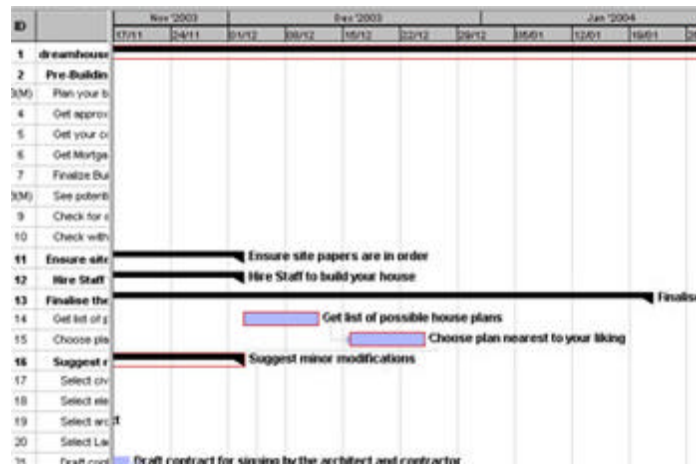 Nov '2003 Dec '2003 Jan '2004
ID 17/11 24/11 01/12 08/12 15/12 22/12 29/12 05/01 12/01 19/01
1 dreamhouse
2 Pre-Buildin
3(M) Plan your b
4 Get approv
5 Get your co
6 Get Mortga
7 Finalize Bui
See potenti
9 Check for
10 Check with
11 Ensure site Ensure site papers are in order
12 Hire Staff Hire Staff to build your house
13 Finalise the Finalise
14 Get list of p Get list of possible house plans
15 Choose pla Choose plan nearest to your liking
16 Suggest Suggest minor modifications
17 Select civ
18 Select ele
19 Select arc
20 Select La
21 Draft cont Draft contract for signing by the architect and contractor